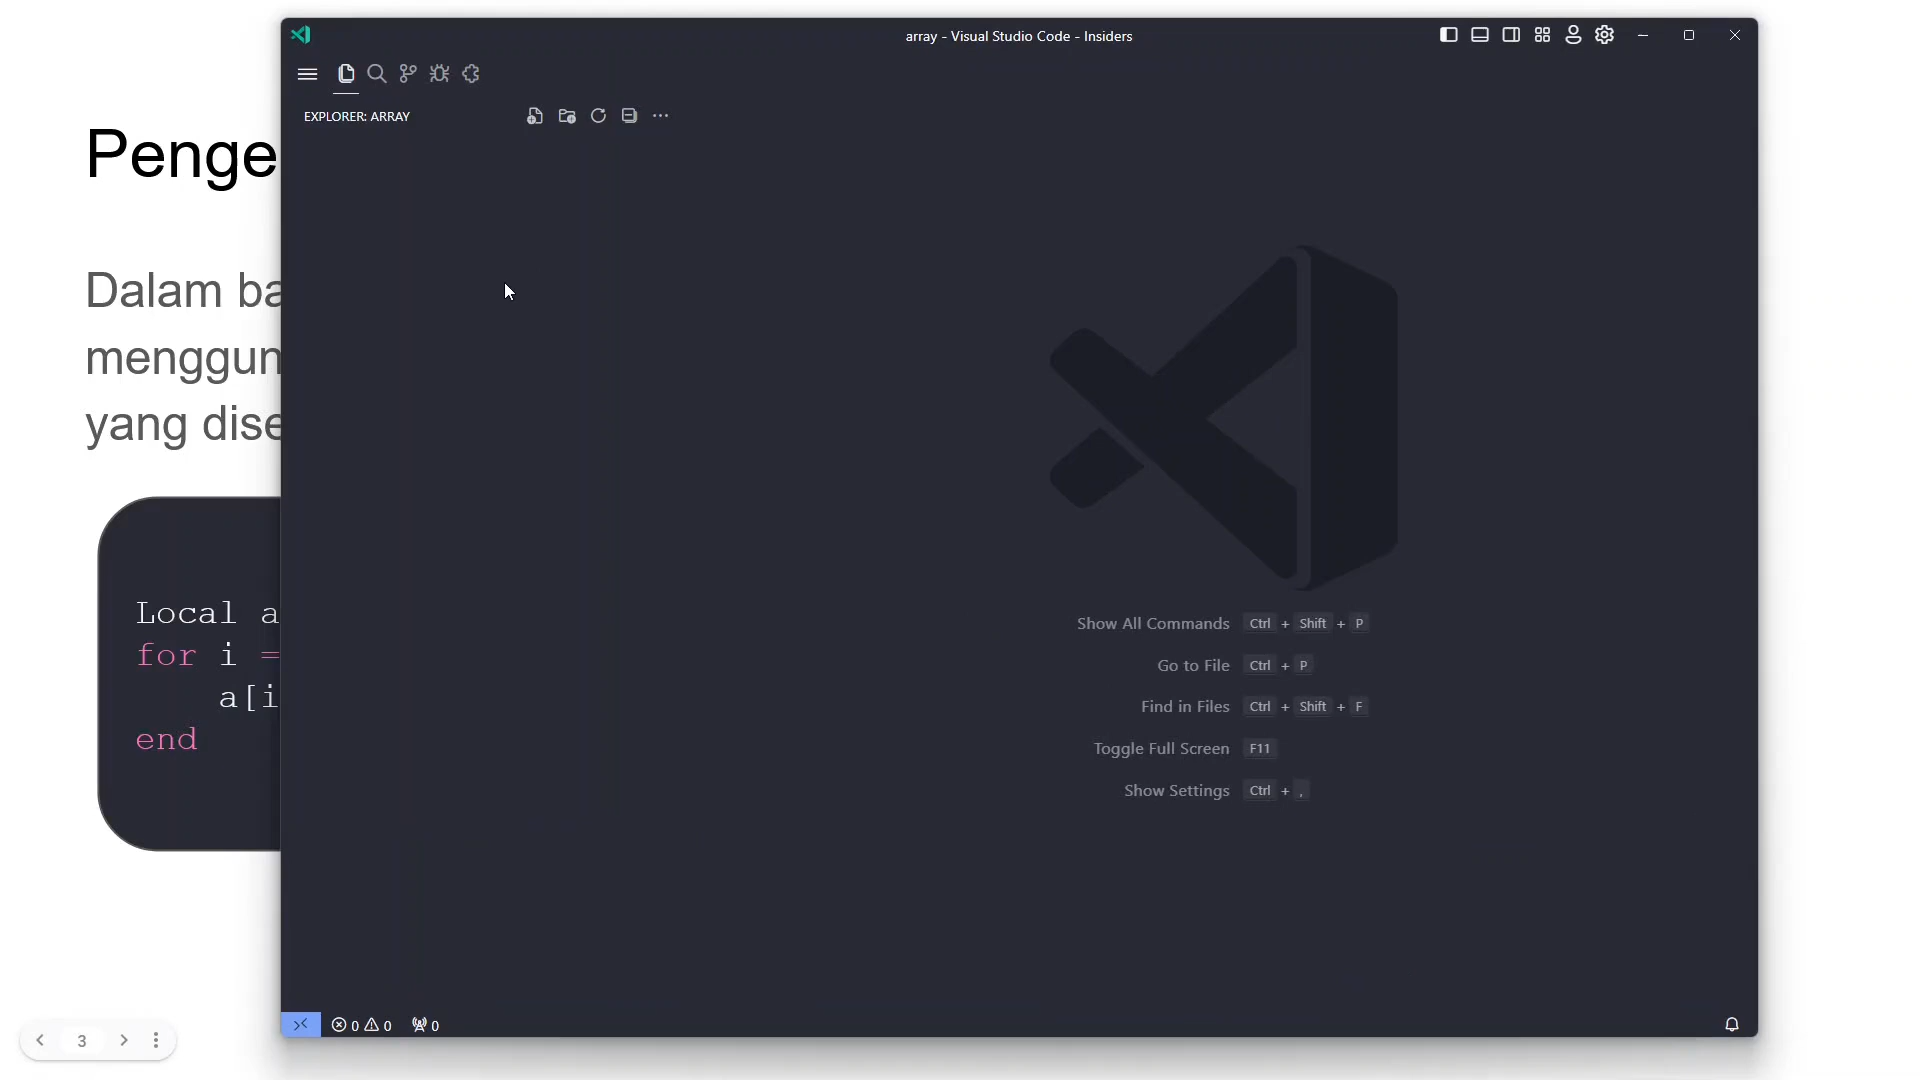 array - Visual Studio Code - Insiders
EXPLORER: ARRAY
Penge
Dalam ba
menggun
yang dise
Local a
for i =
a[i
end
Show All Commands Ctrl + Shift + P
Go to File Ctrl + P
Find in Files Ctrl + Shift + F
Toggle Full Screen F11
Show Settings Ctrl + ,
0 0 0
3